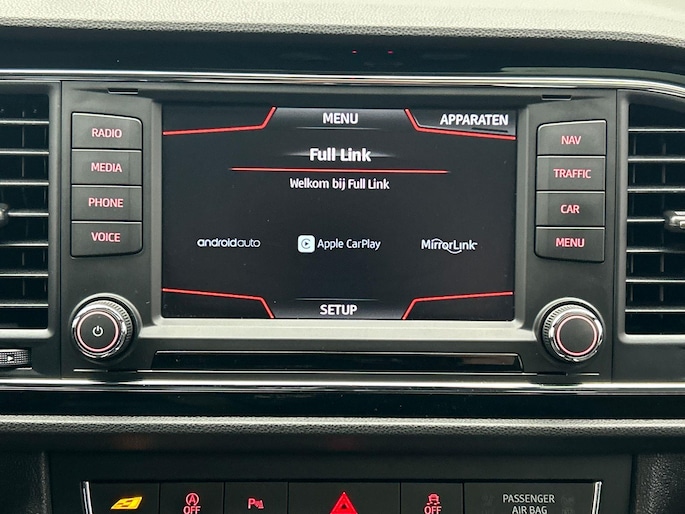 MENU
APPARATEN
Full Link
Welkom bij Full Link
androidauto
Apple CarPlay
MirrorLink
SETUP
RADIO
MEDIA
PHONE
VOICE
NAV
TRAFFIC
CAR
MENU
A OFF
P
OFF
PASSENGER
AIR BAG